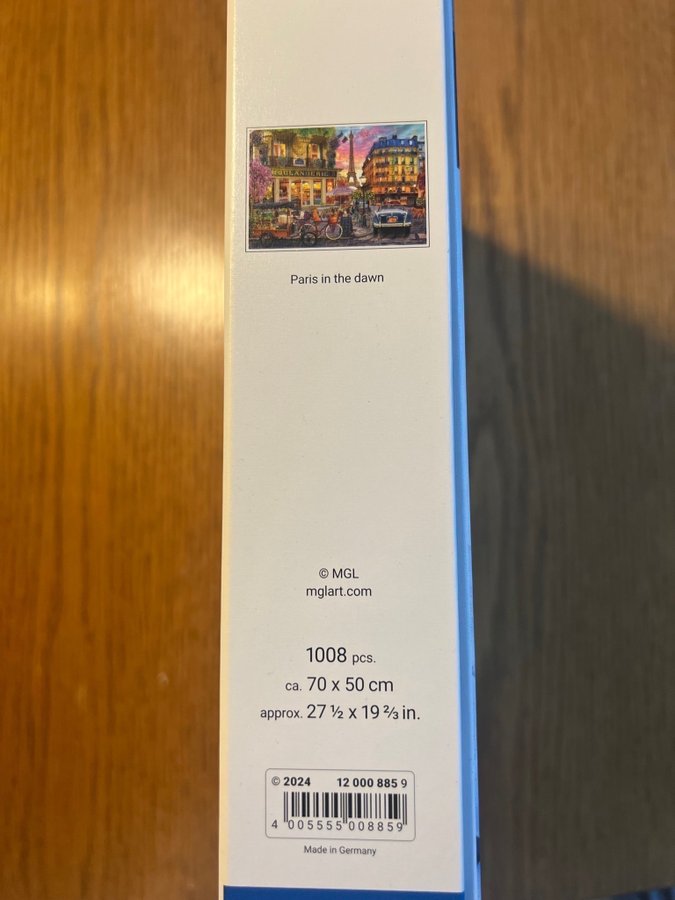 BOULANGERIE
Paris in the dawn
© MGL
mglart.com
1008 pcs.
ca. 70 x 50 cm
approx. 27 ½ x 19 ⅔ in.
© 2024 12 000 885 9
4 005555 008859
Made in Germany